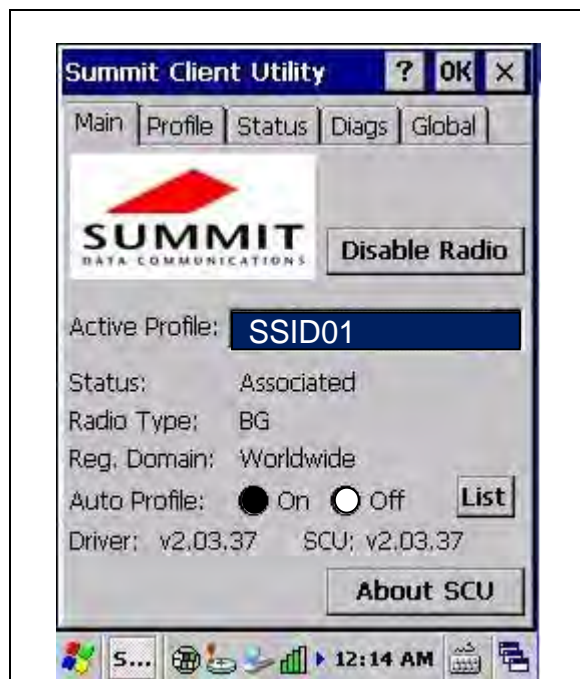 Summit Client Utility ? OK ×
Main Profile Status Diags Global
SUMMIT
DATA COMMUNICATIONS
Disable Radio
Active Profile: SSID01
Status: Associated
Radio Type: BG
Reg. Domain: Worldwide
Auto Profile: On Off List
Driver: v2.03.37 SCU: v2.03.37
About SCU
S... 12:14 AM